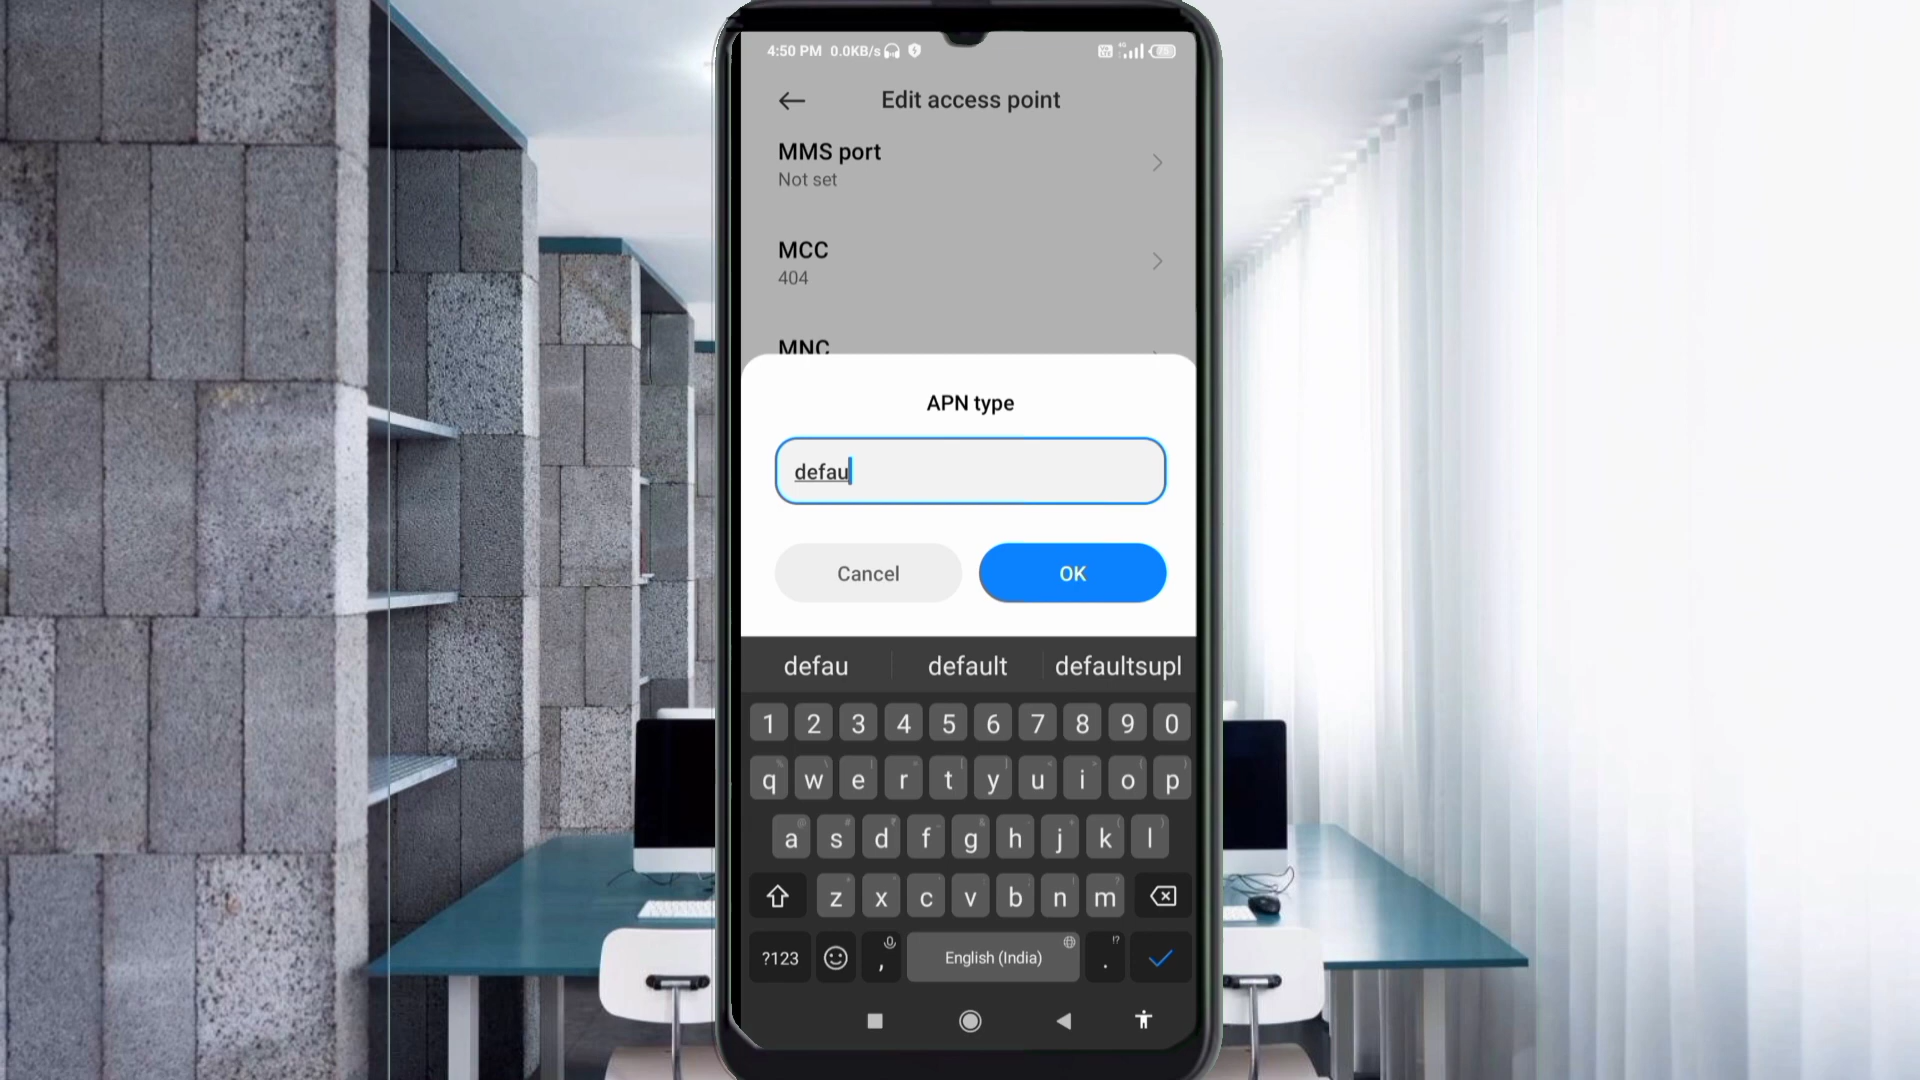 4:50 PM 0.0KB/s
Edit access point
MMS port
Not set
MCC
404
MNC
APN type
defau
Cancel OK
defau default defaultsupl
1 2 3 4 5 6 7 8 9 0
q w e r t y u i o p
a s d f g h j k l
z x c v b n m
?123 , English (India) .